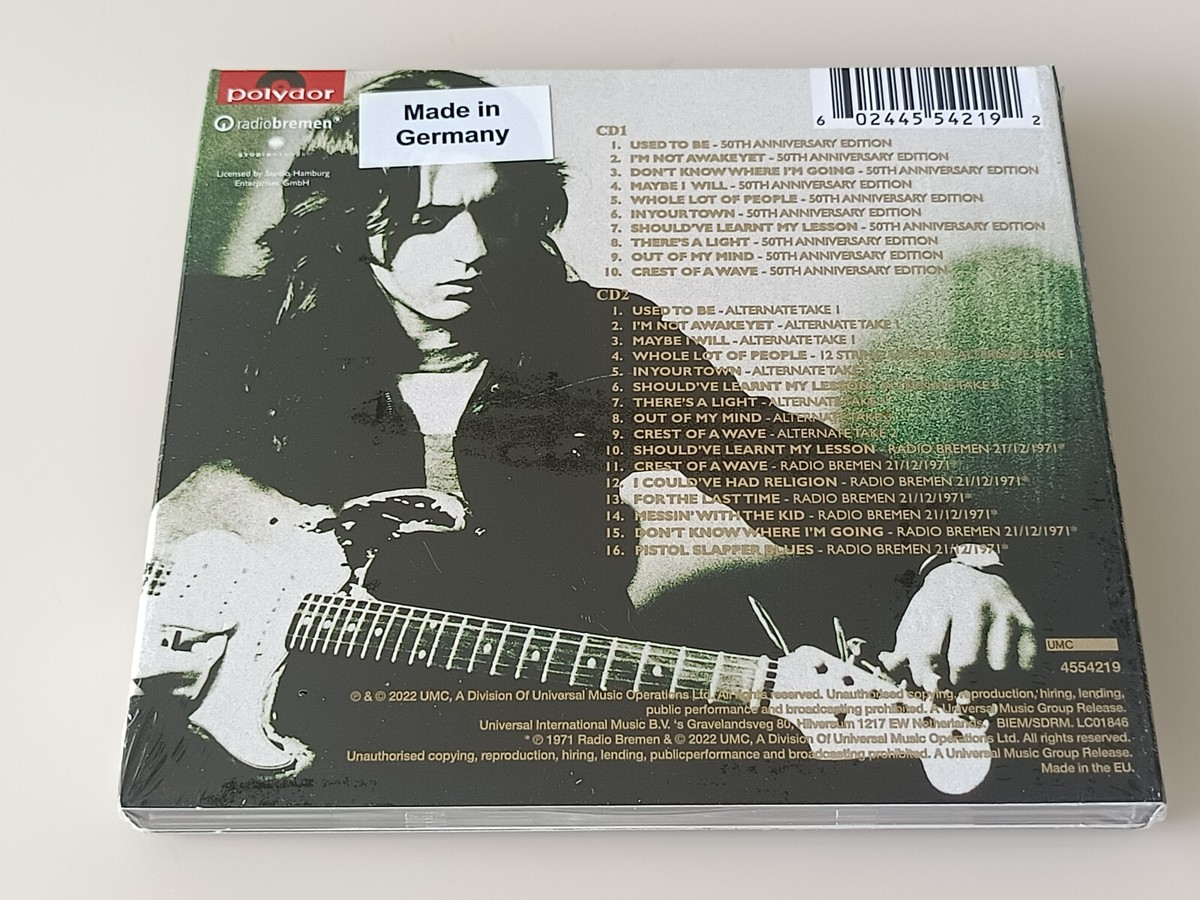 polydor
radiobremen
Licensed by Studio Hamburg
Enterprises GmbH
Made in
Germany
6 02445 54219 2
CD1
1. USED TO BE - 50TH ANNIVERSARY EDITION
2. I'M NOT AWAKE YET - 50TH ANNIVERSARY EDITION
3. DON'T KNOW WHERE I'M GOING - 50TH ANNIVERSARY EDITION
4. MAYBE I WILL - 50TH ANNIVERSARY EDITION
5. WHOLE LOT OF PEOPLE - 50TH ANNIVERSARY EDITION
6. IN YOUR TOWN - 50TH ANNIVERSARY EDITION
7. SHOULD'VE LEARNT MY LESSON - 50TH ANNIVERSARY EDITION
8. THERE'S A LIGHT - 50TH ANNIVERSARY EDITION
9. OUT OF MY MIND - 50TH ANNIVERSARY EDITION
10. CREST OF A WAVE - 50TH ANNIVERSARY EDITION
CD2
1. USED TO BE - ALTERNATE TAKE 1
2. I'M NOT AWAKE YET - ALTERNATE TAKE 1
3. MAYBE I WILL - ALTERNATE TAKE 1
4. WHOLE LOT OF PEOPLE - 12 TAKE 1
5. IN YOUR TOWN - ALTERNATE TAKE
6. SHOULD'VE LEARNT MY LESSON - ALTERNATE TAKE
7. THERE'S A LIGHT - ALTERNATE
8. OUT OF MY MIND - ALTERNATE TAKE
9. CREST OF A WAVE - ALTERNATE TAKE
10. SHOULD'VE LEARNT MY LESSON - RADIO BREMEN 21/12/1971*
11. CREST OF A WAVE - RADIO BREMEN 21/12/1971*
12. I COULD'VE HAD RELIGION - RADIO BREMEN 21/12/1971*
13. FOR THE LAST TIME - RADIO BREMEN 21/12/1971*
14. MESSIN' WITH THE KID - RADIO BREMEN 21/12/1971*
15. DON'T KNOW WHERE I'M GOING - RADIO BREMEN 21/12/1971*
16. PISTOL SLAPPER BLUES - RADIO BREMEN 21/12/1971*
UMC
4554219
℗ & © 2022 UMC, A Division Of Universal Music Operations Ltd. All rights reserved. Unauthorised copying, reproduction, hiring, lending,
public performance and broadcasting prohibited. A Universal Music Group Release.
Universal International Music B.V. 's Gravelandsveg 80, Hilversum 1217 EW Netherlands. BIEM/SDRM. LC01846
* ℗ 1971 Radio Bremen & © 2022 UMC, A Division Of Universal Music Operations Ltd. All rights reserved.
Unauthorised copying, reproduction, hiring, lending, publicperformance and broadcasting prohibited. A Universal Music Group Release.
Made in the EU.